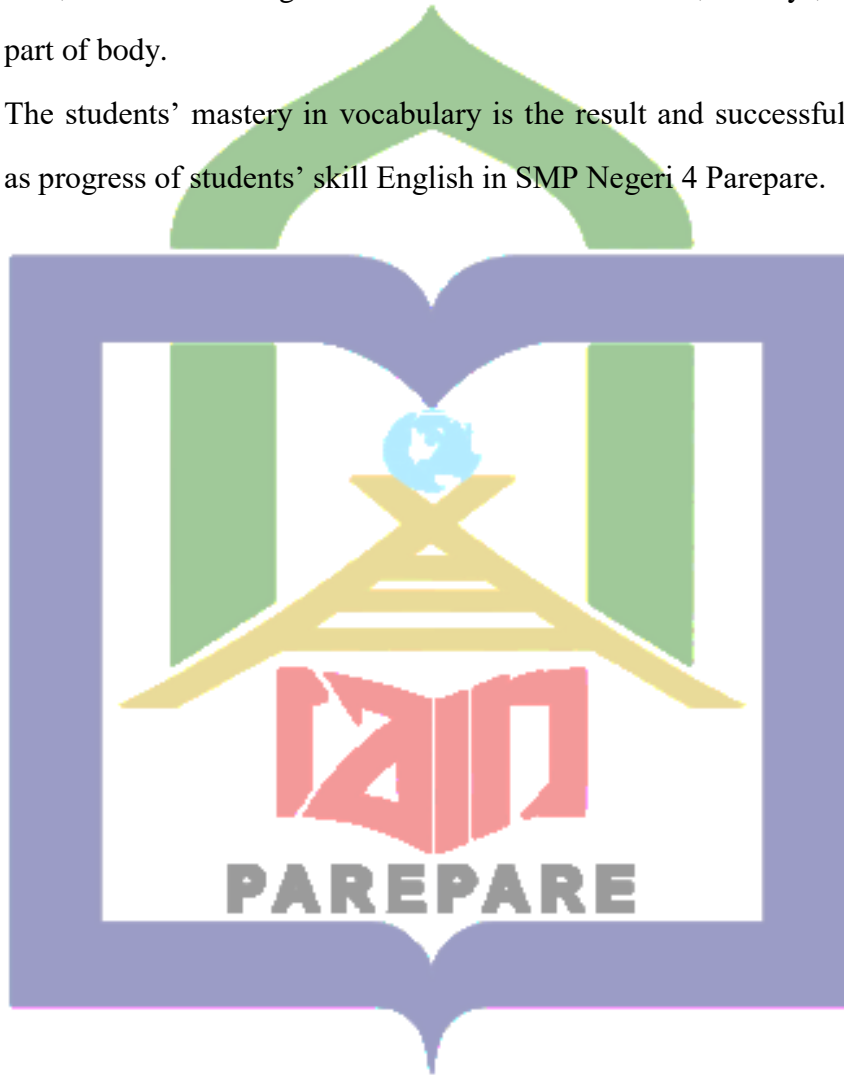 part of body.
The students’ mastery in vocabulary is the result and successful
as progress of students’ skill English in SMP Negeri 4 Parepare.
iain
PAREPARE